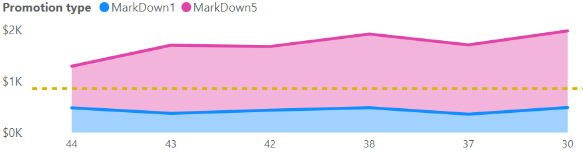 Promotion type MarkDown1 MarkDown5
$2K
$1K
$0K
44 43 42 38 37 30